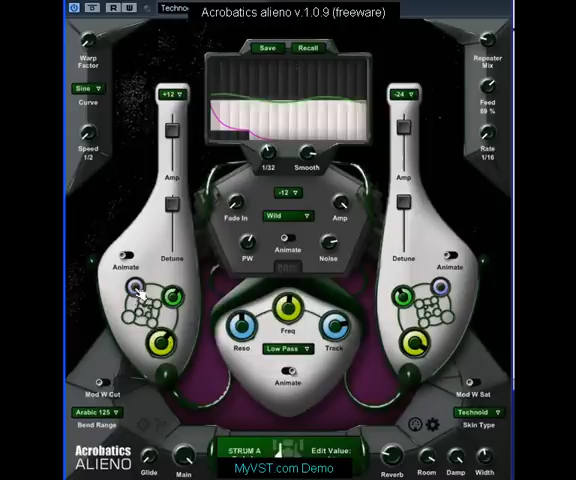 Techno
Acrobatics alieno v.1.0.9 (freeware)
Save Recall
Warp
Factor
Repeater
Mix
Sine
Curve
+12
-24
Feed
69 %
Speed
1/2
Rate
1/16
1/32 Smooth
Amp
Amp
-12
Fade In
Wild
Amp
PW
Animate
Noise
Detune
Detune
Animate
Animate
Freq
Reso
Low Pass
Track
Animate
Mod W Cut
Mod W Sat
Arabic 125
Bend Range
Technoid
Skin Type
Acrobatics
ALIENO
Glide
Main
STRUM A
Edit Value:
MyVST.com Demo
Reverb
Room
Damp
Width